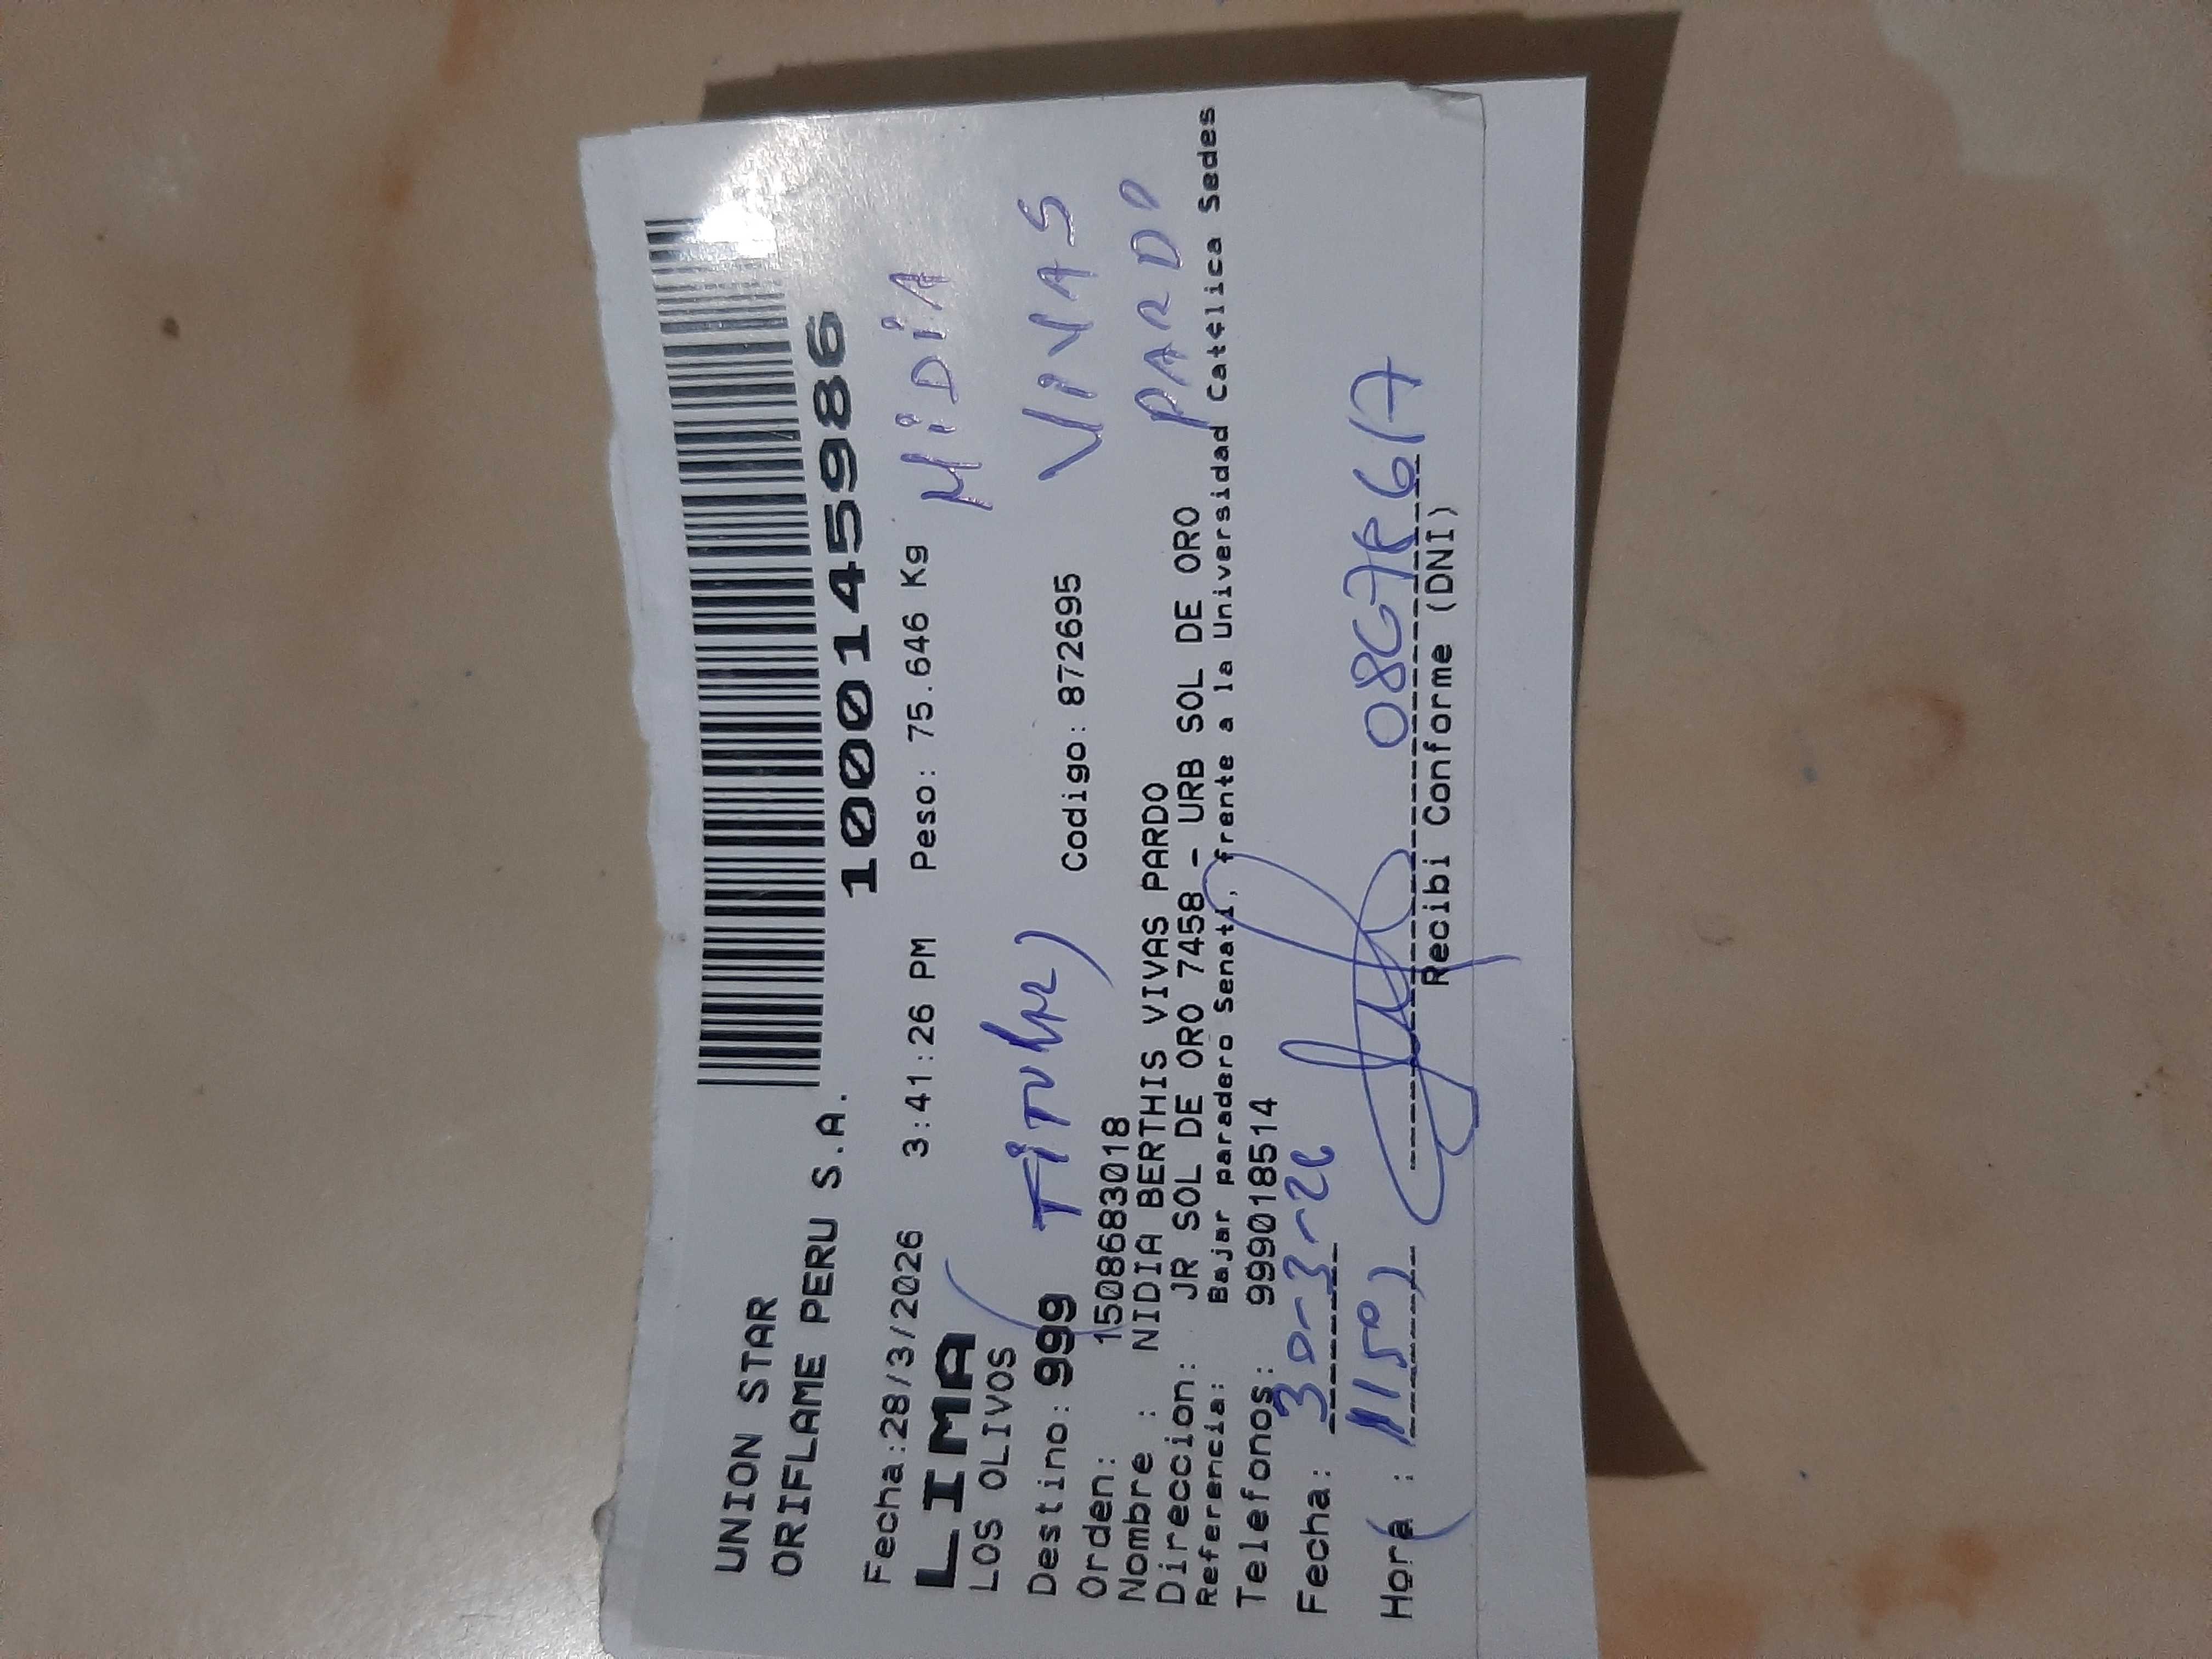 UNION STAR
ORIFLAME PERU S.A.
1000145986
Fecha:28/3/2026 3:41:26 PM Peso: 75.646 Kg
NiDiA
LIMA
LOS OLIVOS
(TiTULAR)
VIVAS
Destino: 999 Codigo: 872695
Orden: 1508683018
PARDO
Nombre : NIDIA BERTHIS VIVAS PARDO
Direccion: JR SOL DE ORO 7458 - URB SOL DE ORO
Referencia: Bajar paradero Senati, frente a la Universidad Católica Sedes
Telefonos: 999018514
Fecha: 30-3-26
Hora : (1150)
Recibi Conforme (DNI)